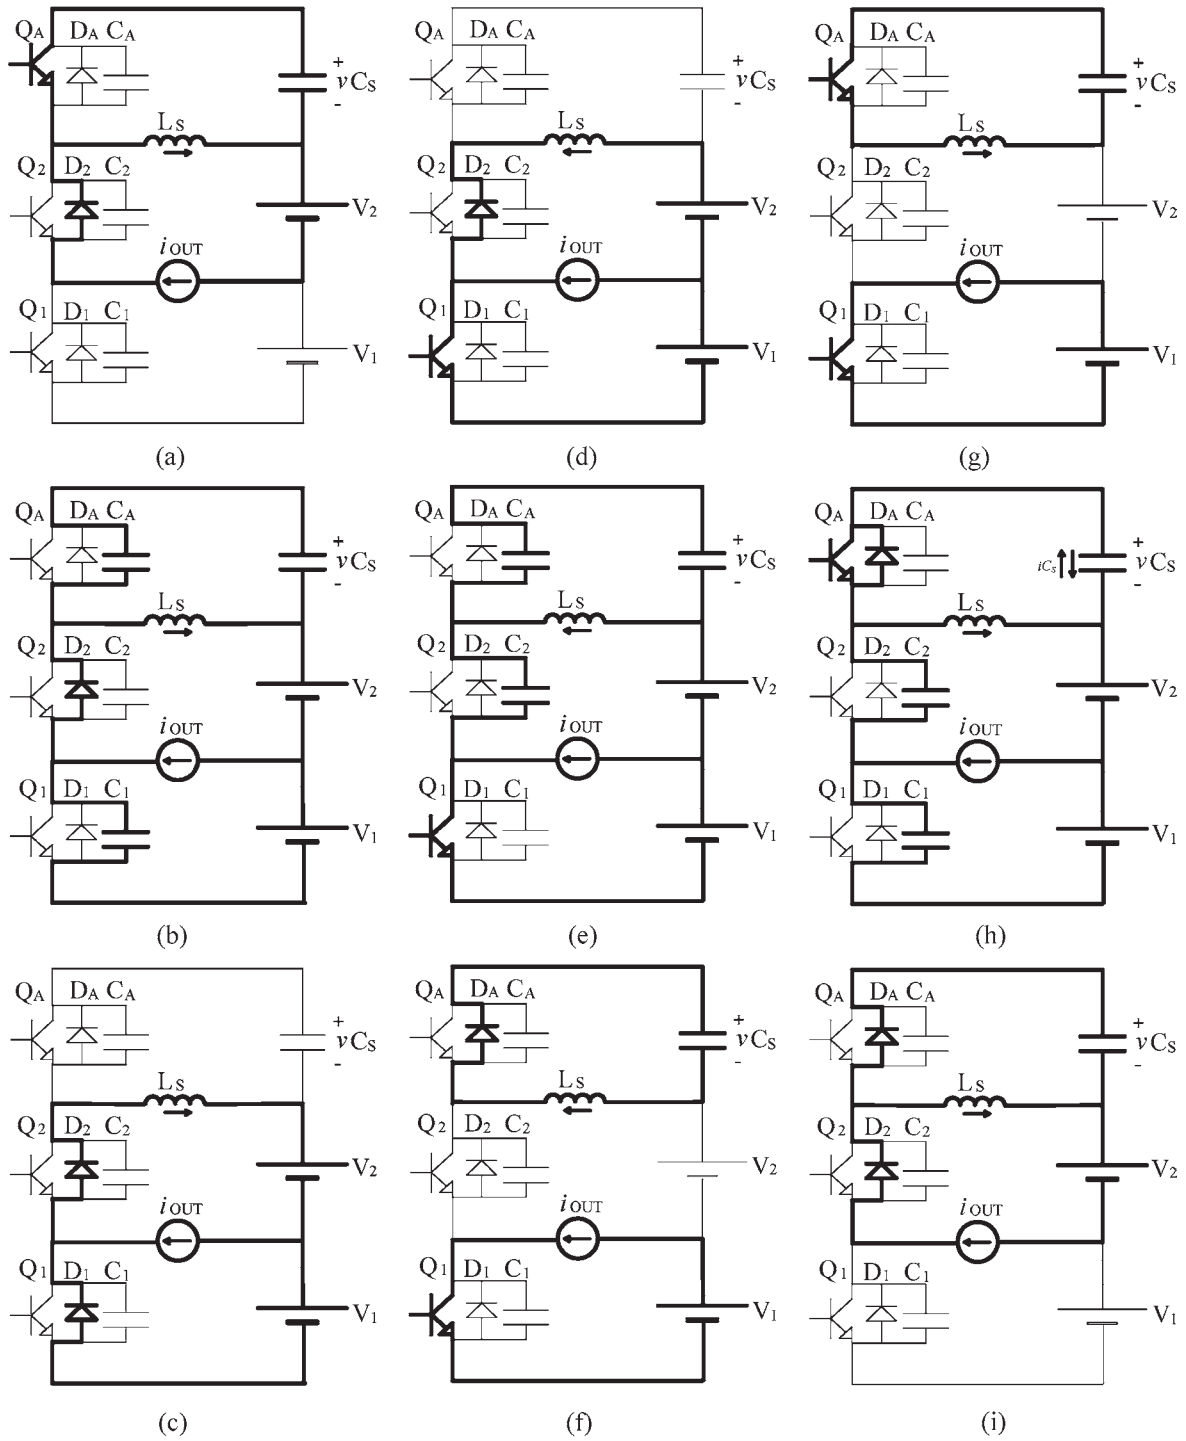 QA DA CA + vCS -
LS
Q2 D2 C2 V2
iOUT
Q1 D1 C1 V1
(a)
QA DA CA + vCS -
LS
Q2 D2 C2 V2
iOUT
Q1 D1 C1 V1
(d)
QA DA CA + vCS -
LS
Q2 D2 C2 V2
iOUT
Q1 D1 C1 V1
(g)
QA DA CA + vCS -
LS
Q2 D2 C2 V2
iOUT
Q1 D1 C1 V1
(b)
QA DA CA + vCS -
LS
Q2 D2 C2 V2
iOUT
Q1 D1 C1 V1
(e)
QA DA CA iCS + vCS -
LS
Q2 D2 C2 V2
iOUT
Q1 D1 C1 V1
(h)
QA DA CA + vCS -
LS
Q2 D2 C2 V2
iOUT
Q1 D1 C1 V1
(c)
QA DA CA + vCS -
LS
Q2 D2 C2 V2
iOUT
Q1 D1 C1 V1
(f)
QA DA CA + vCS -
LS
Q2 D2 C2 V2
iOUT
Q1 D1 C1 V1
(i)